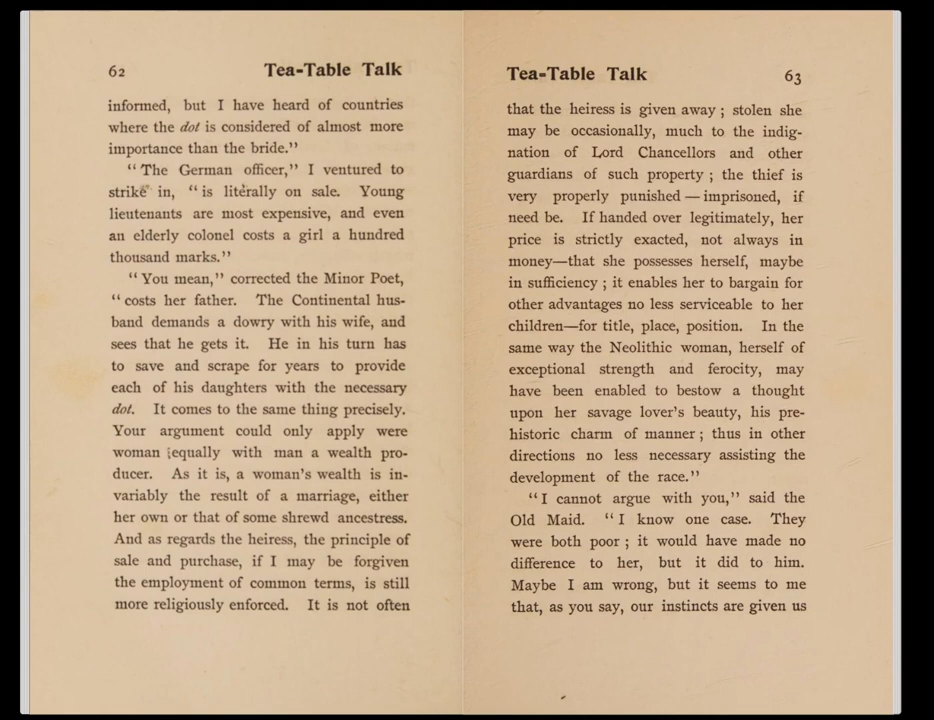 62 Tea-Table Talk
informed, but I have heard of countries
where the dot is considered of almost more
importance than the bride.”
“The German officer,” I ventured to
strike in, “is literally on sale. Young
lieutenants are most expensive, and even
an elderly colonel costs a girl a hundred
thousand marks.”
“You mean,” corrected the Minor Poet,
“costs her father. The Continental hus-
band demands a dowry with his wife, and
sees that he gets it. He in his turn has
to save and scrape for years to provide
each of his daughters with the necessary
dot. It comes to the same thing precisely.
Your argument could only apply were
woman equally with man a wealth pro-
ducer. As it is, a woman's wealth is in-
variably the result of a marriage, either
her own or that of some shrewd ancestress.
And as regards the heiress, the principle of
sale and purchase, if I may be forgiven
the employment of common terms, is still
more religiously enforced. It is not often
Tea-Table Talk 63
that the heiress is given away; stolen she
may be occasionally, much to the indig-
nation of Lord Chancellors and other
guardians of such property; the thief is
very properly punished—imprisoned, if
need be. If handed over legitimately, her
price is strictly exacted, not always in
money—that she possesses herself, maybe
in sufficiency; it enables her to bargain for
other advantages no less serviceable to her
children—for title, place, position. In the
same way the Neolithic woman, herself of
exceptional strength and ferocity, may
have been enabled to bestow a thought
upon her savage lover's beauty, his pre-
historic charm of manner; thus in other
directions no less necessary assisting the
development of the race.”
“I cannot argue with you,” said the
Old Maid. “I know one case. They
were both poor; it would have made no
difference to her, but it did to him.
Maybe I am wrong, but it seems to me
that, as you say, our instincts are given us